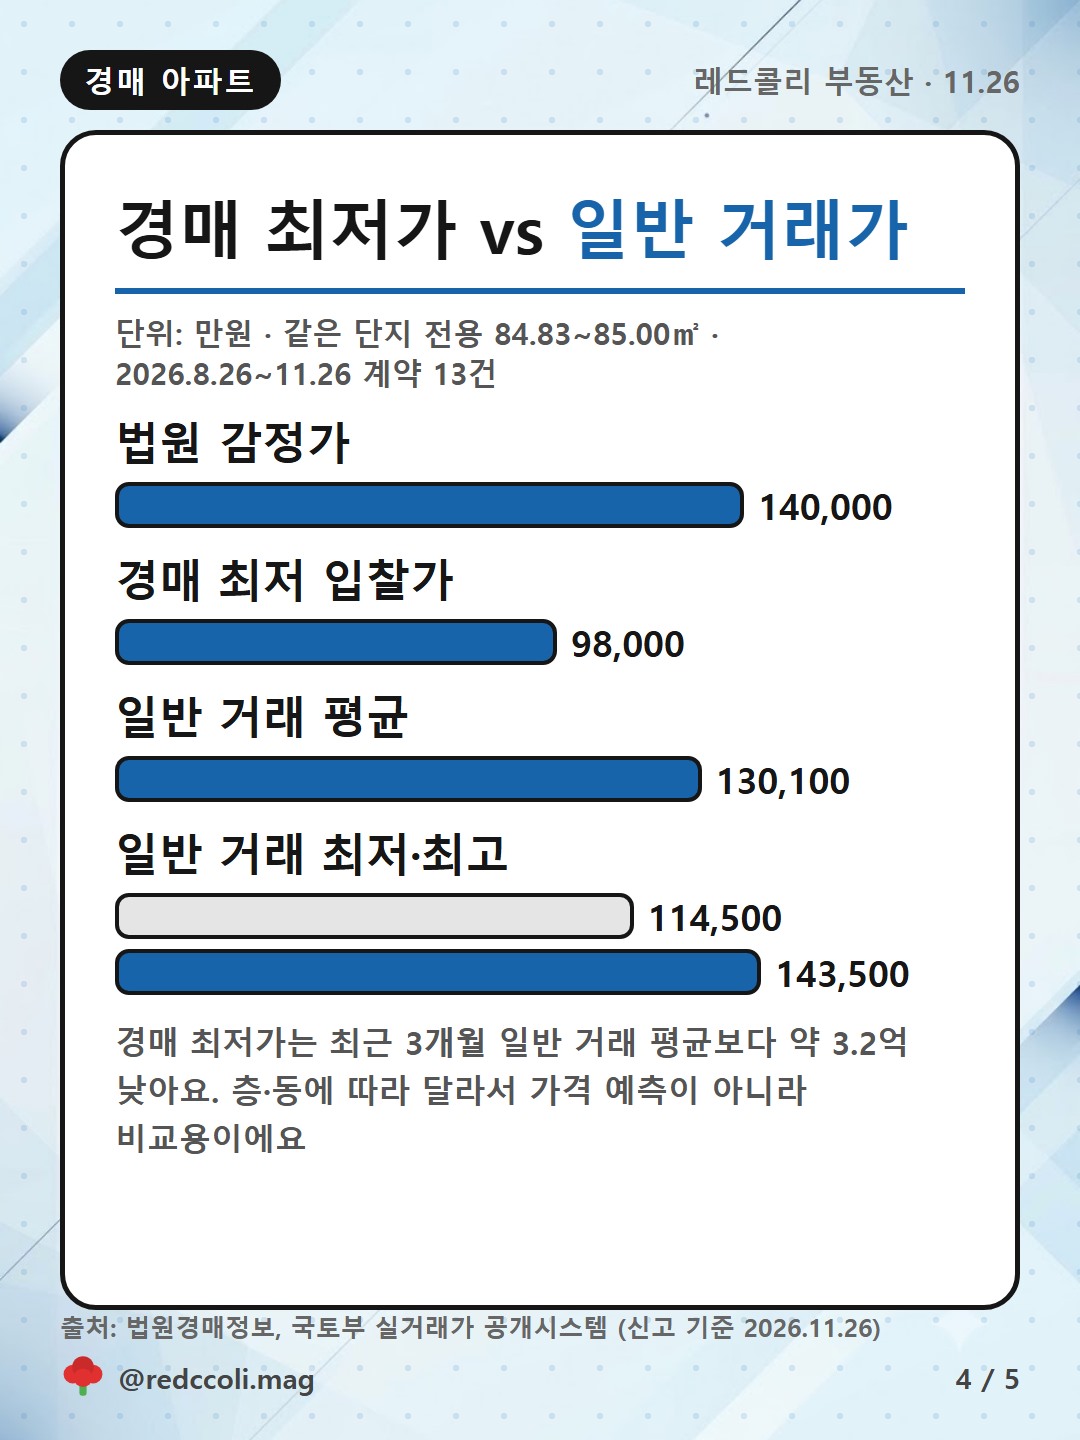 경매 아파트
레드콜리 부동산 · 11.26
경매 최저가 vs 일반 거래가
단위: 만원 · 같은 단지 전용 84.83~85.00㎡ ·
2026.8.26~11.26 계약 13건
법원 감정가
140,000
경매 최저 입찰가
98,000
일반 거래 평균
130,100
일반 거래 최저·최고
114,500
143,500
경매 최저가는 최근 3개월 일반 거래 평균보다 약 3.2억
낮아요. 층·동에 따라 달라서 가격 예측이 아니라
비교용이에요
출처: 법원경매정보, 국토부 실거래가 공개시스템 (신고 기준 2026.11.26)
@redccoli.mag
4 / 5